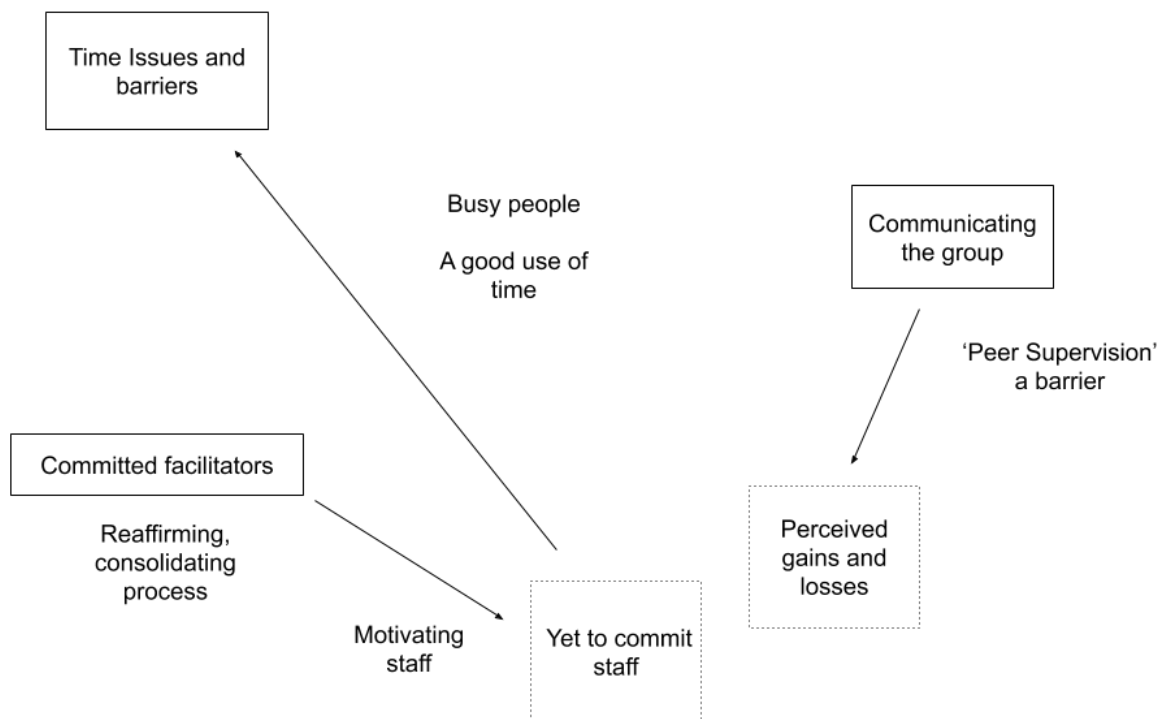 Time Issues and
barriers
Busy people
A good use of
time
Communicating
the group
‘Peer Supervision’
a barrier
Committed facilitators
Reaffirming,
consolidating
process
Motivating
staff
Yet to commit
staff
Perceived
gains and
losses